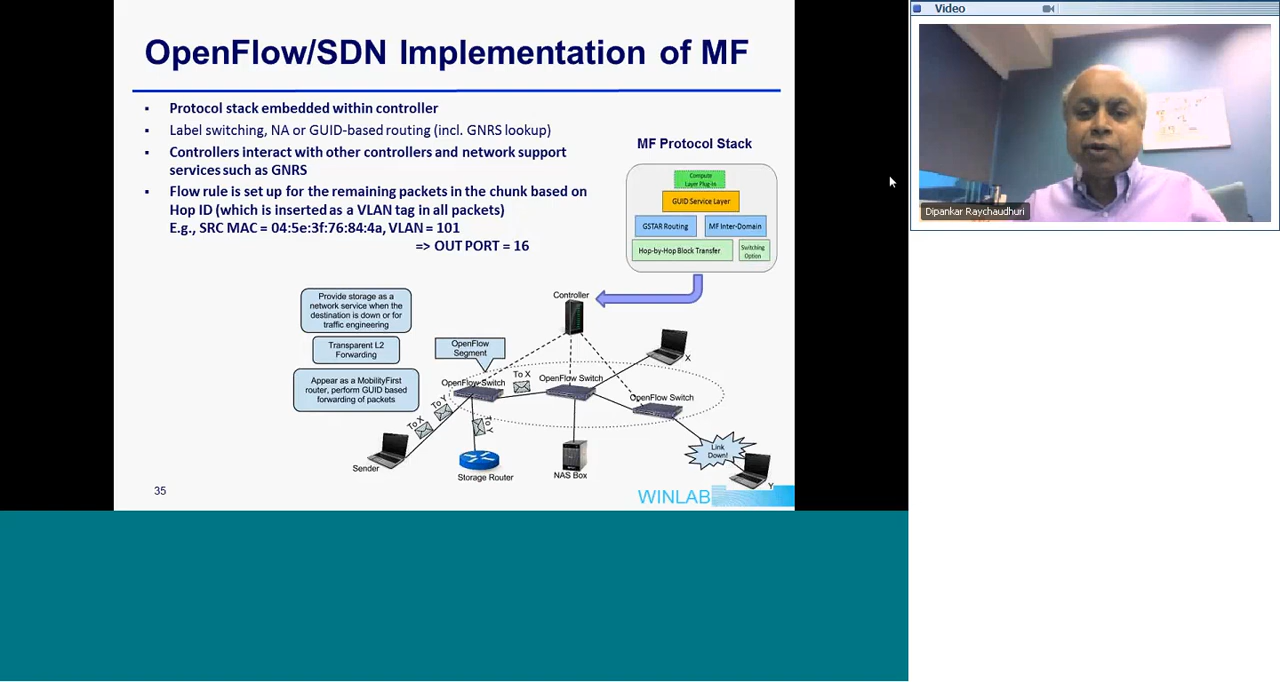 OpenFlow/SDN Implementation of MF
▪ Protocol stack embedded within controller
▪ Label switching, NA or GUID-based routing (incl. GNRS lookup)
▪ Controllers interact with other controllers and network support
services such as GNRS
▪ Flow rule is set up for the remaining packets in the chunk based on
Hop ID (which is inserted as a VLAN tag in all packets)
E.g., SRC MAC = 04:5e:3f:76:84:4a, VLAN = 101
=> OUT PORT = 16
MF Protocol Stack
Compute
Layer Plug-in
GUID Service Layer
GSTAR Routing
MF Inter-Domain
Hop-by-Hop Block Transfer
Switching
Option
Controller
Provide storage as a
network service when the
destination is down or for
traffic engineering
Transparent L2
Forwarding
Appear as a MobilityFirst
router, perform GUID based
forwarding of packets
OpenFlow
Segment
OpenFlow Switch
To X
OpenFlow Switch
X
OpenFlow Switch
To X
To Y
To Y
Sender
Storage Router
NAS Box
Link
Down!
Y
35
WINLAB
Video
Dipankar Raychaudhuri